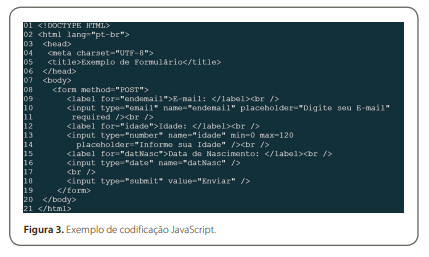 01 <!DOCTYPE HTML>
02 <html lang="pt-br">
03 <head>
04 <meta charset="UTF-8">
05 <title>Exemplo de Formulário</title>
06 </head>
07 <body>
08 <form method="POST">
09 <label for="endemail">E-mail: </label><br />
10 <input type="email" name="endemail" placeholder="Digite seu E-mail"
11 required /><br />
12 <label for="idade">Idade: </label><br />
13 <input type="number" name="idade" min=0 max=120
14 placeholder="Informe sua Idade" /><br />
15 <label for="datNasc">Data de Nascimento: </label><br />
16 <input type="date" name="datNasc" />
17 <br />
18 <input type="submit" value="Enviar" />
19 </form>
20 </body>
21 </html>
Figura 3. Exemplo de codificação JavaScript.